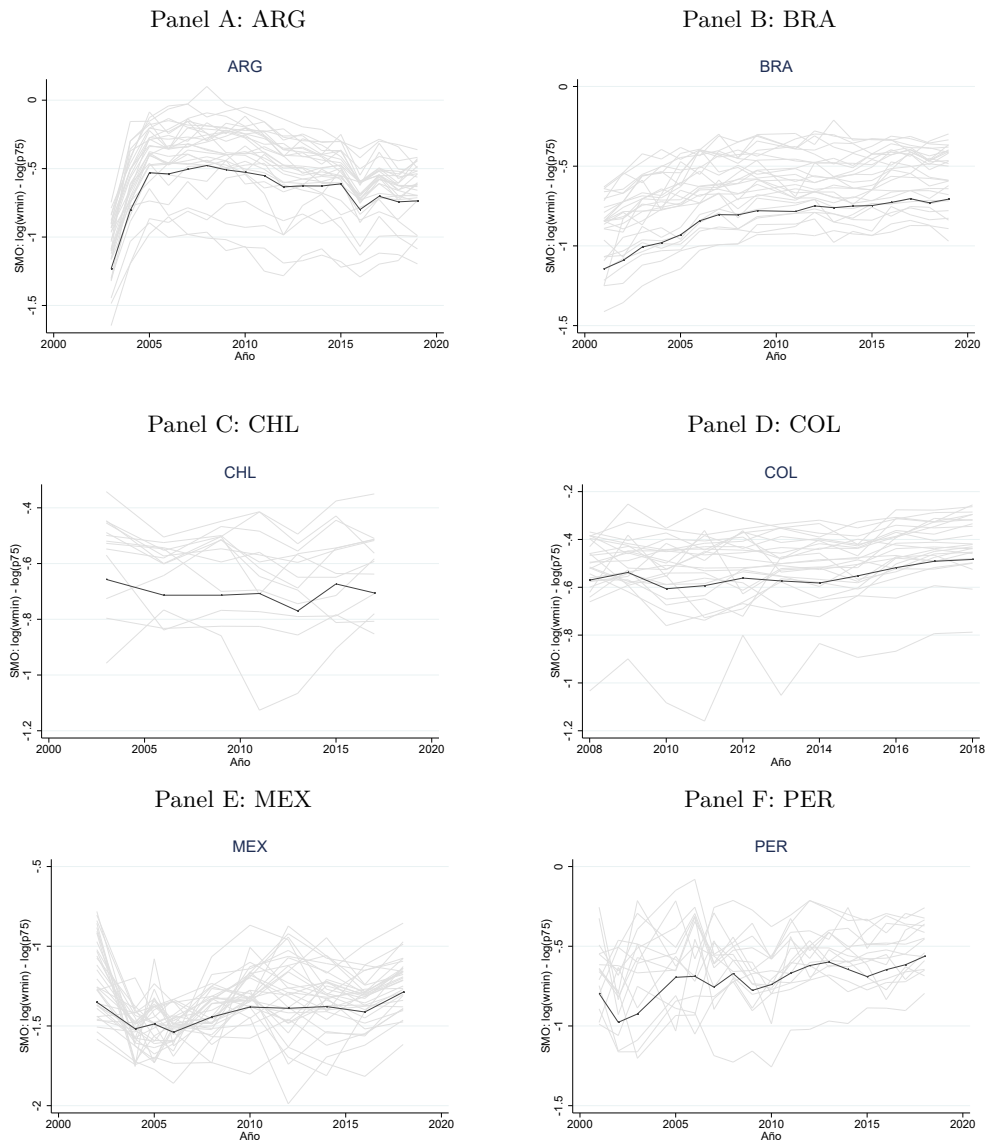 Panel A: ARG
ARG
SMO: log(wmin) - log(p75)
0
-.5
-1
-1.5
2000 2005 2010 2015 2020
Año
Panel B: BRA
BRA
SMO: log(wmin) - log(p75)
0
-.5
-1
-1.5
2000 2005 2010 2015 2020
Año
Panel C: CHL
CHL
SMO: log(wmin) - log(p75)
-.4
-.6
-.8
-1
-1.2
2000 2005 2010 2015 2020
Año
Panel D: COL
COL
SMO: log(wmin) - log(p75)
-.2
-.4
-.6
-.8
-1
-1.2
2008 2010 2012 2014 2016 2018
Año
Panel E: MEX
MEX
SMO: log(wmin) - log(p75)
-.5
-1
-1.5
-2
2000 2005 2010 2015 2020
Año
Panel F: PER
PER
SMO: log(wmin) - log(p75)
0
-.5
-1
-1.5
2000 2005 2010 2015 2020
Año